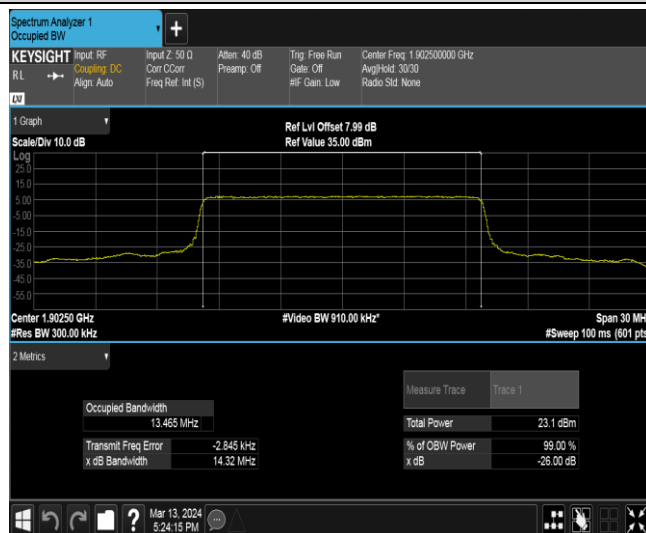 Spectrum Analyzer 1
Occupied BW
+
KEYSIGHT
RL
LXI
Input: RF
Coupling: DC
Align: Auto
Input Z: 50 Ω
Corr CCorr
Freq Ref: Int (S)
Atten: 40 dB
Preamp: Off
Trig: Free Run
Gate: Off
#IF Gain: Low
Center Freq: 1.902500000 GHz
Avg|Hold: 30/30
Radio Std: None
1 Graph
Scale/Div 10.0 dB
Ref Lvl Offset 7.99 dB
Ref Value 35.00 dBm
Log
25.0
15.0
5.00
-5.00
-15.0
-25.0
-35.0
-45.0
-55.0
Center 1.90250 GHz
#Res BW 300.00 kHz
#Video BW 910.00 kHz*
Span 30 MH
#Sweep 100 ms (601 pts
2 Metrics
Measure Trace Trace 1
Occupied Bandwidth
13.465 MHz
Total Power 23.1 dBm
Transmit Freq Error -2.845 kHz
% of OBW Power 99.00 %
x dB Bandwidth 14.32 MHz
x dB -26.00 dB
?
Mar 13, 2024
5:24:15 PM